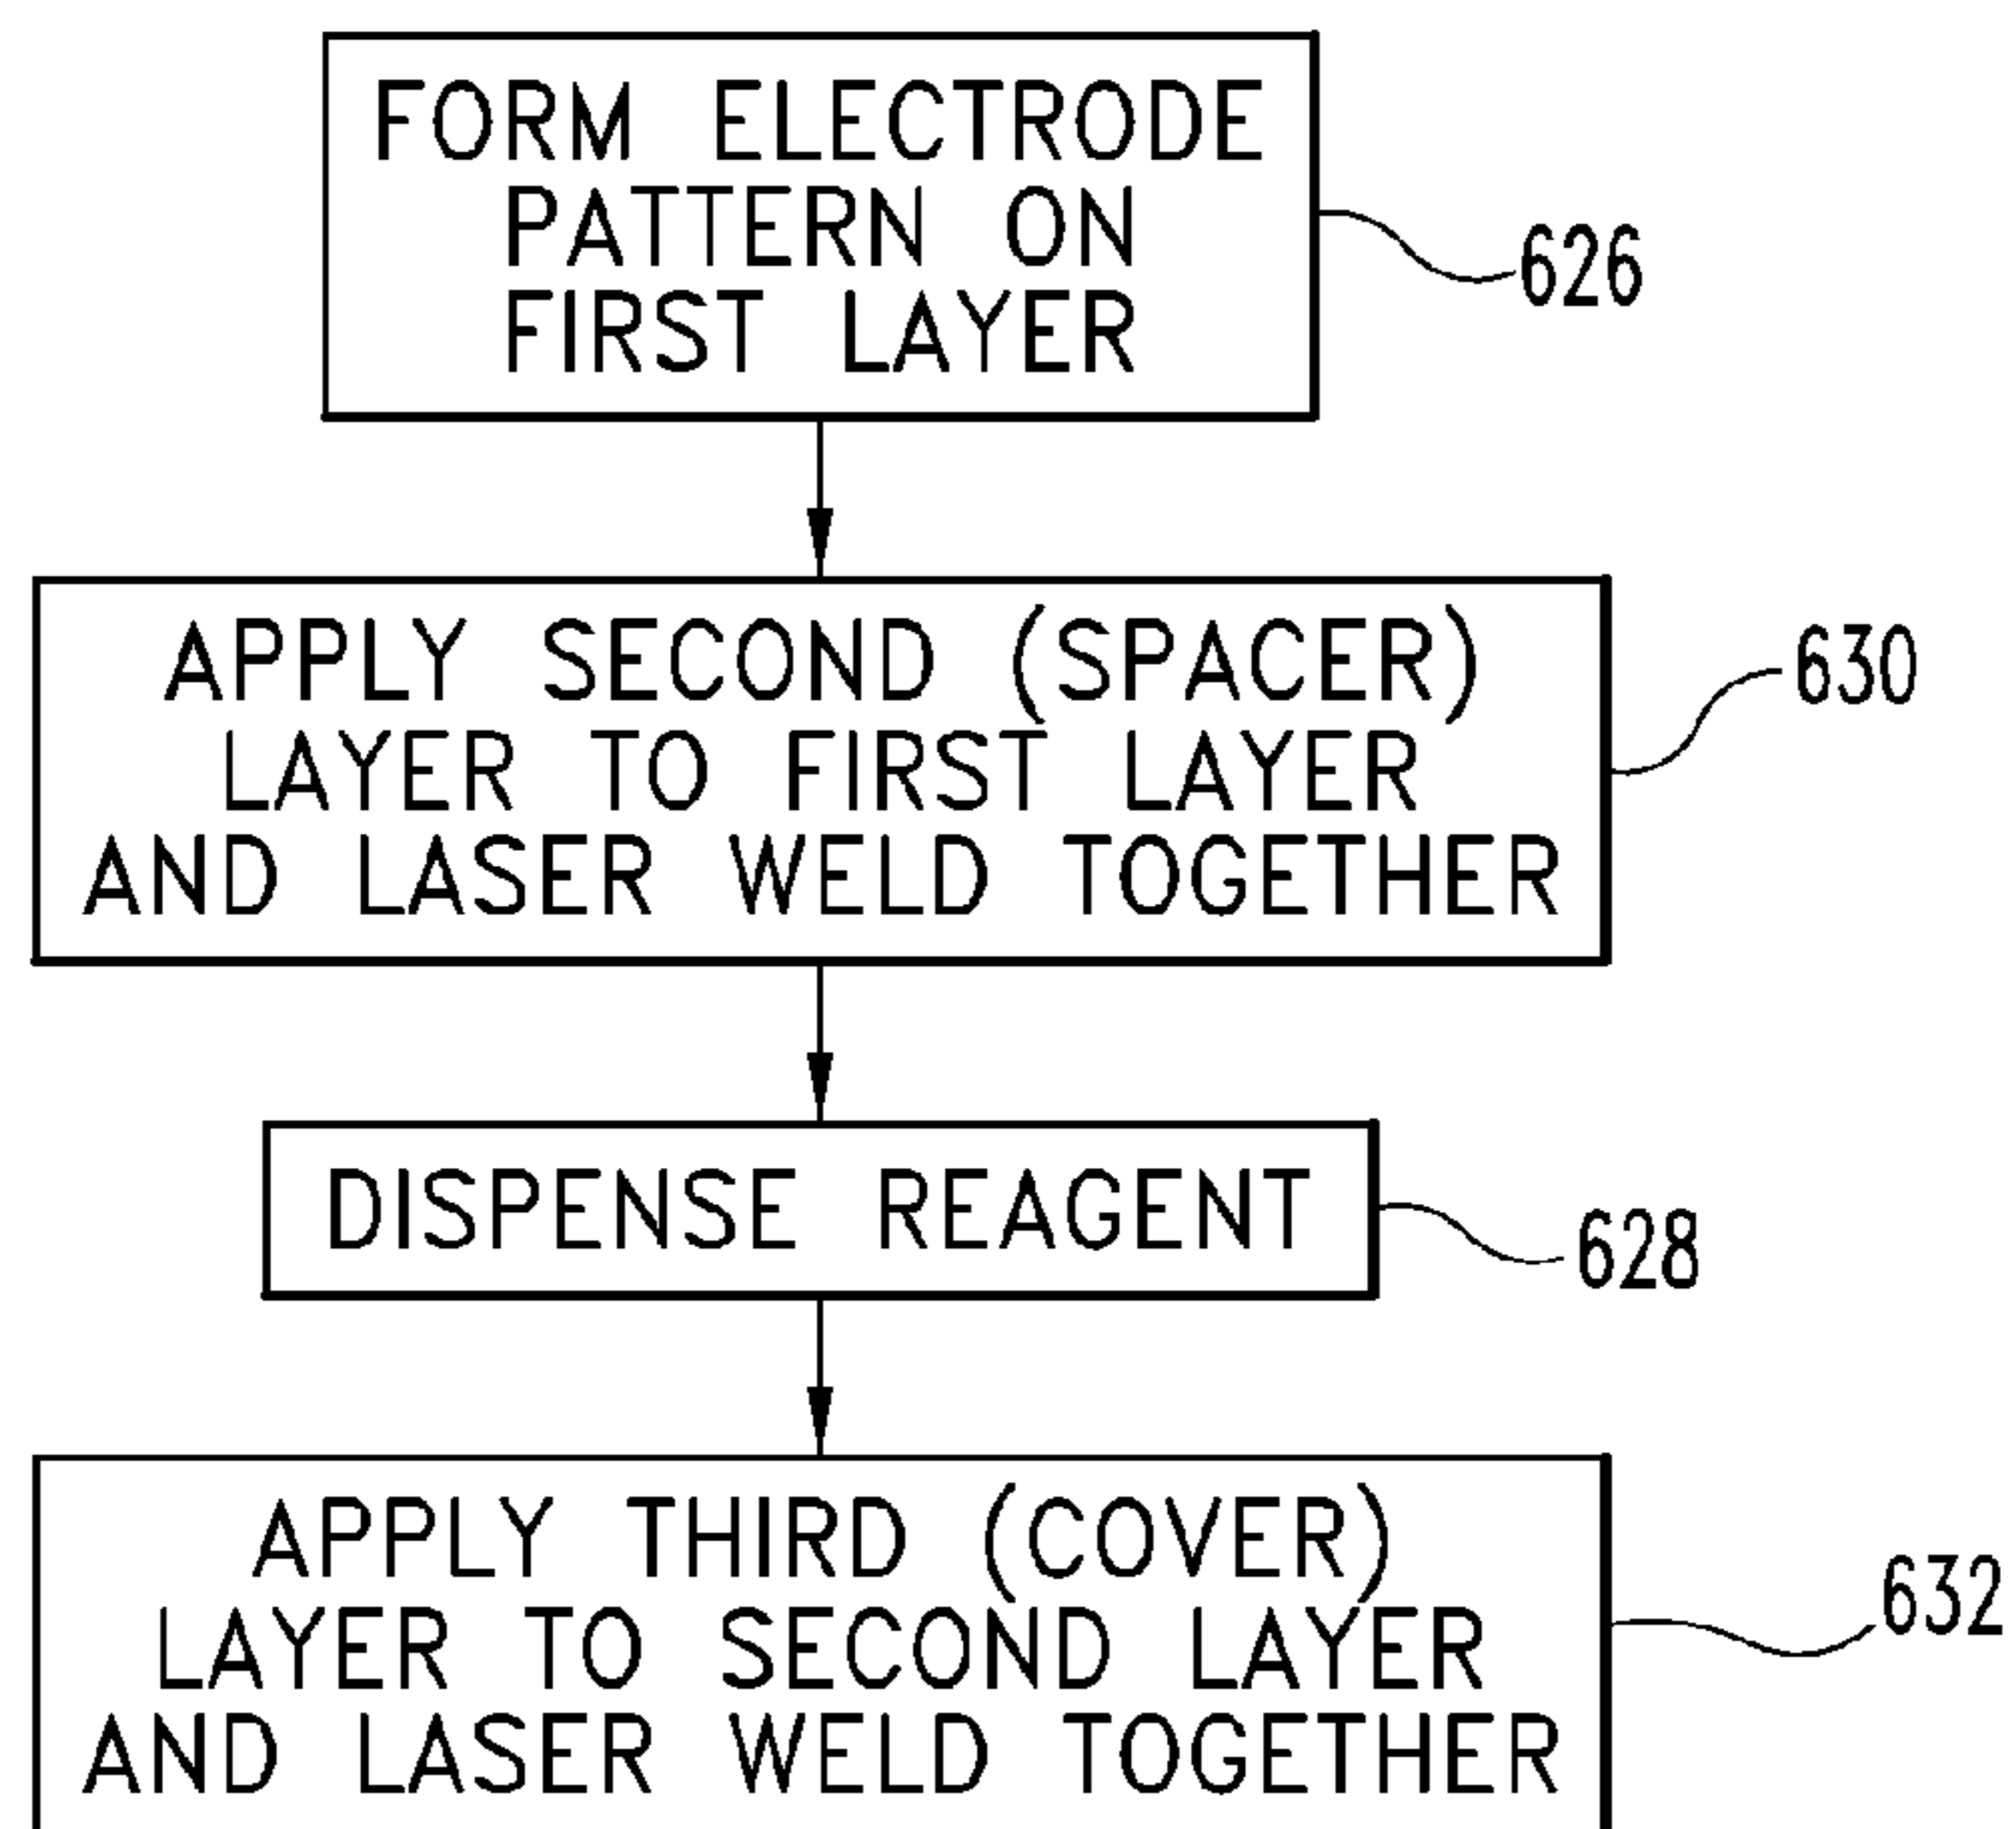 FORM ELECTRODE
PATTERN ON
FIRST LAYER
626
APPLY SECOND (SPACER)
LAYER TO FIRST LAYER
AND LASER WELD TOGETHER
630
DISPENSE REAGENT
628
APPLY THIRD (COVER)
LAYER TO SECOND LAYER
AND LASER WELD TOGETHER
632